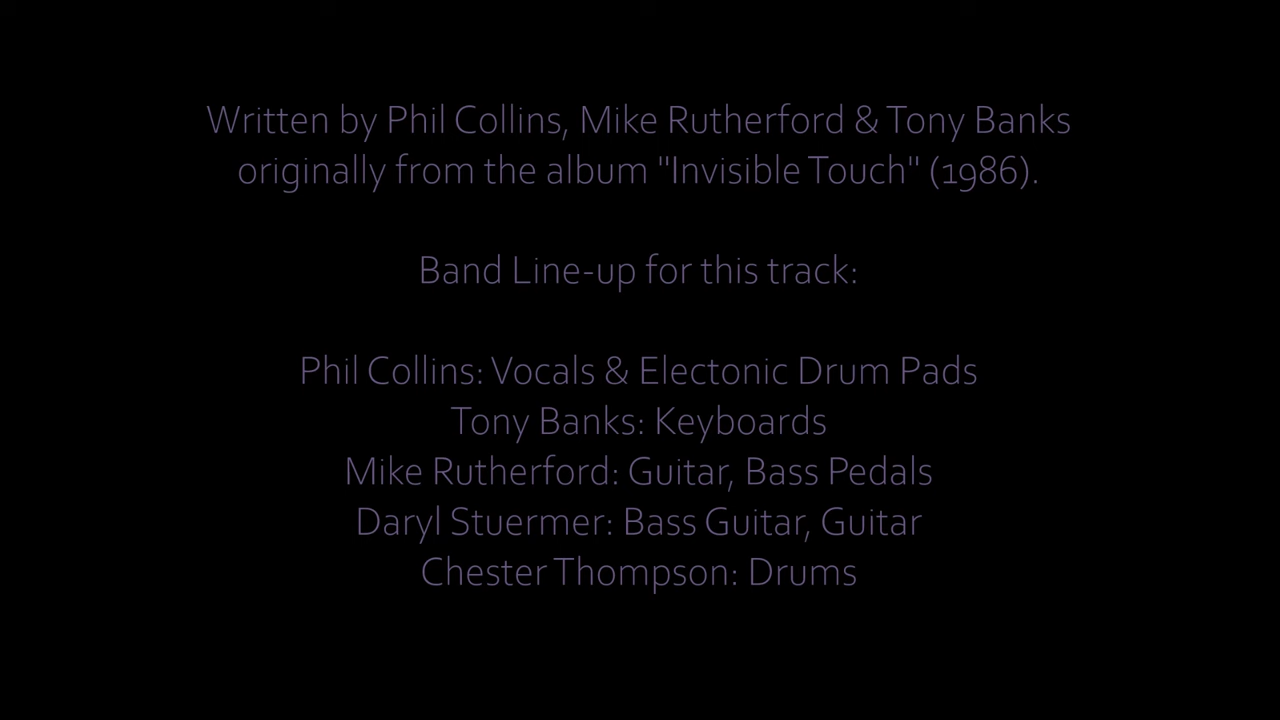 Written by Phil Collins, Mike Rutherford & Tony Banks
originally from the album "Invisible Touch" (1986).
Band Line-up for this track:
Phil Collins: Vocals & Electonic Drum Pads
Tony Banks: Keyboards
Mike Rutherford: Guitar, Bass Pedals
Daryl Stuermer: Bass Guitar, Guitar
Chester Thompson: Drums